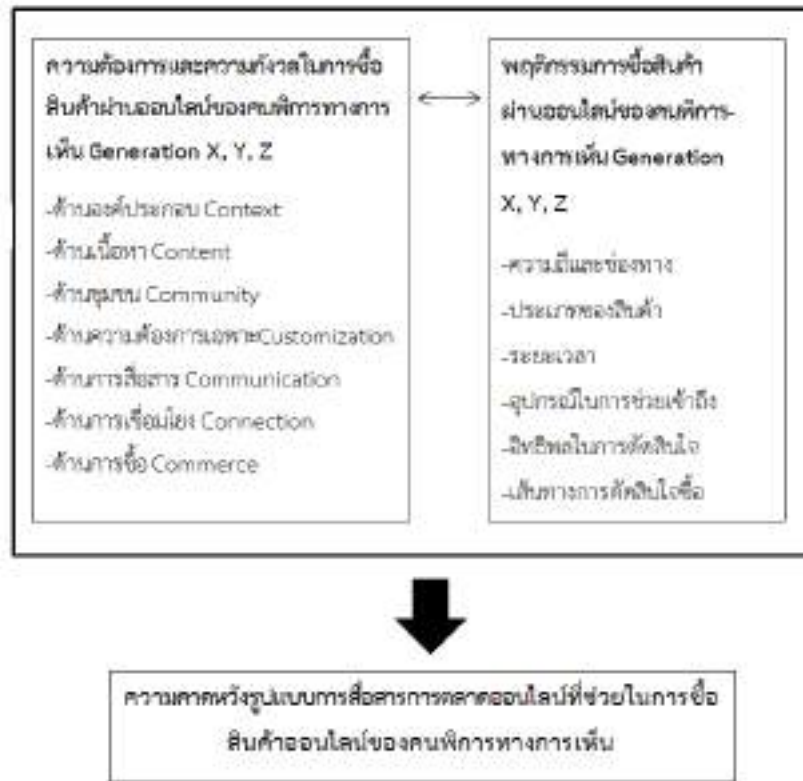 ความต้องการและความกังวลในการซื้อ
สินค้าผ่านออนไลน์ของคนพิการทางการ
เห็น Generation X, Y, Z
-ด้านองค์ประกอบ Context
-ด้านเนื้อหา Content
-ด้านชุมชน Community
-ด้านความต้องการเฉพาะCustomization
-ด้านการสื่อสาร Communication
-ด้านการเชื่อมโยง Connection
-ด้านการซื้อ Commerce
พฤติกรรมการซื้อสินค้า
ผ่านออนไลน์ของคนพิการ-
ทางการเห็น Generation
X, Y, Z
-ความถี่และช่องทาง
-ประเภทของสินค้า
-ระยะเวลา
-อุปกรณ์ในการช่วยเข้าถึง
-อิทธิพลในการตัดสินใจ
-เส้นทางการตัดสินใจซื้อ
ความคาดหวังรูปแบบการสื่อสารการตลาดออนไลน์ที่ช่วยในการซื้อ
สินค้าออนไลน์ของคนพิการทางการเห็น